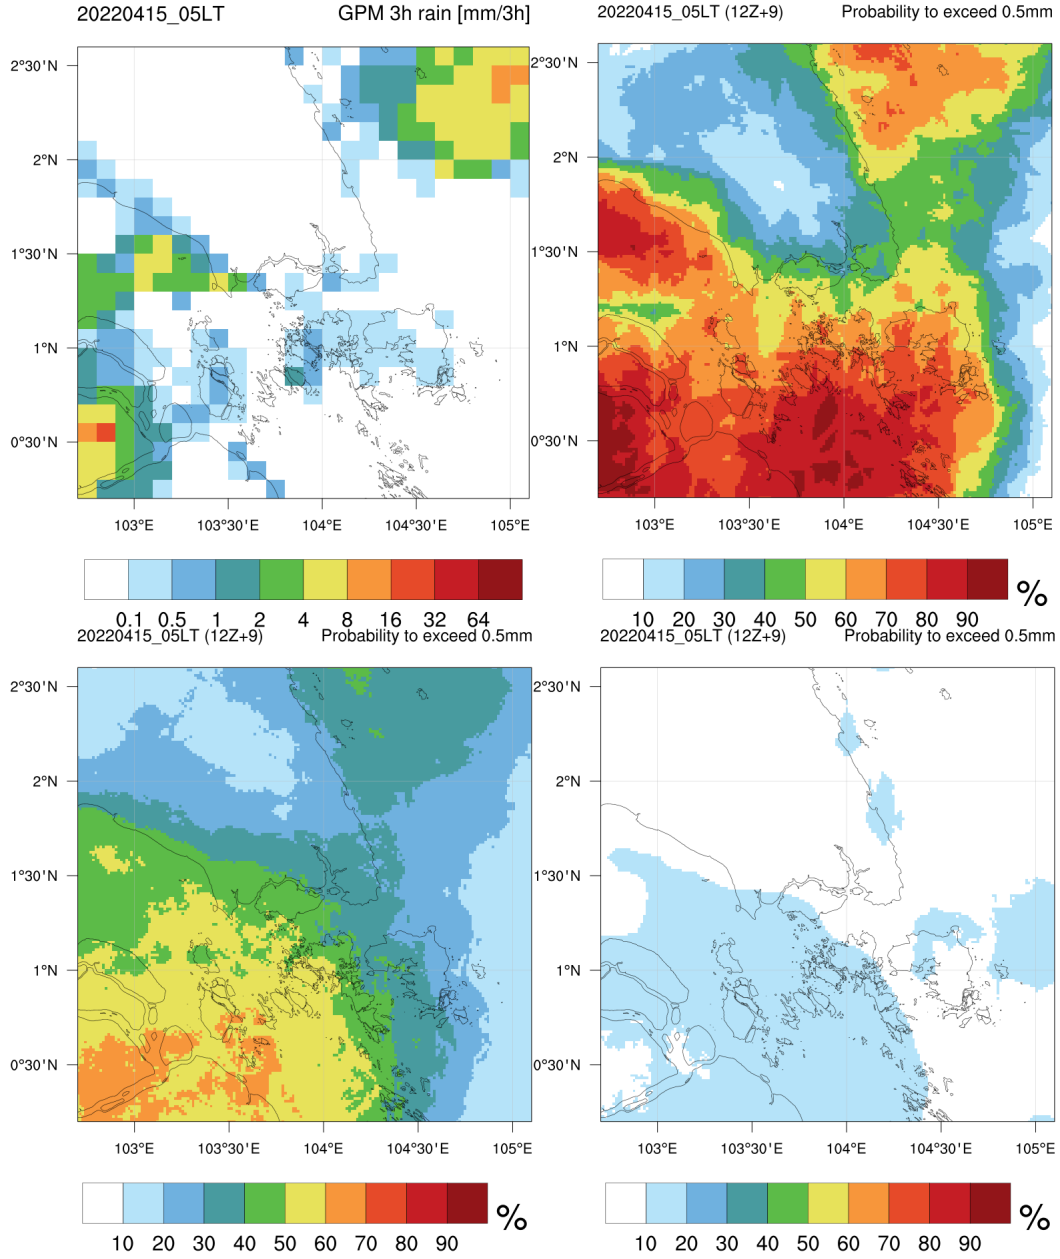 20220415_05LT GPM 3h rain [mm/3h]
20220415_05LT (12Z+9) Probability to exceed 0.5mm
2°30'N
2°N
1°30'N
1°N
0°30'N
103°E 103°30'E 104°E 104°30'E 105°E
0.1 0.5 1 2 4 8 16 32 64
2°30'N
2°N
1°30'N
1°N
0°30'N
103°E 103°30'E 104°E 104°30'E 105°E
10 20 30 40 50 60 70 80 90 %
20220415_05LT (12Z+9) Probability to exceed 0.5mm
2°30'N
2°N
1°30'N
1°N
0°30'N
103°E 103°30'E 104°E 104°30'E 105°E
10 20 30 40 50 60 70 80 90 %
20220415_05LT (12Z+9) Probability to exceed 0.5mm
2°30'N
2°N
1°30'N
1°N
0°30'N
103°E 103°30'E 104°E 104°30'E 105°E
10 20 30 40 50 60 70 80 90 %